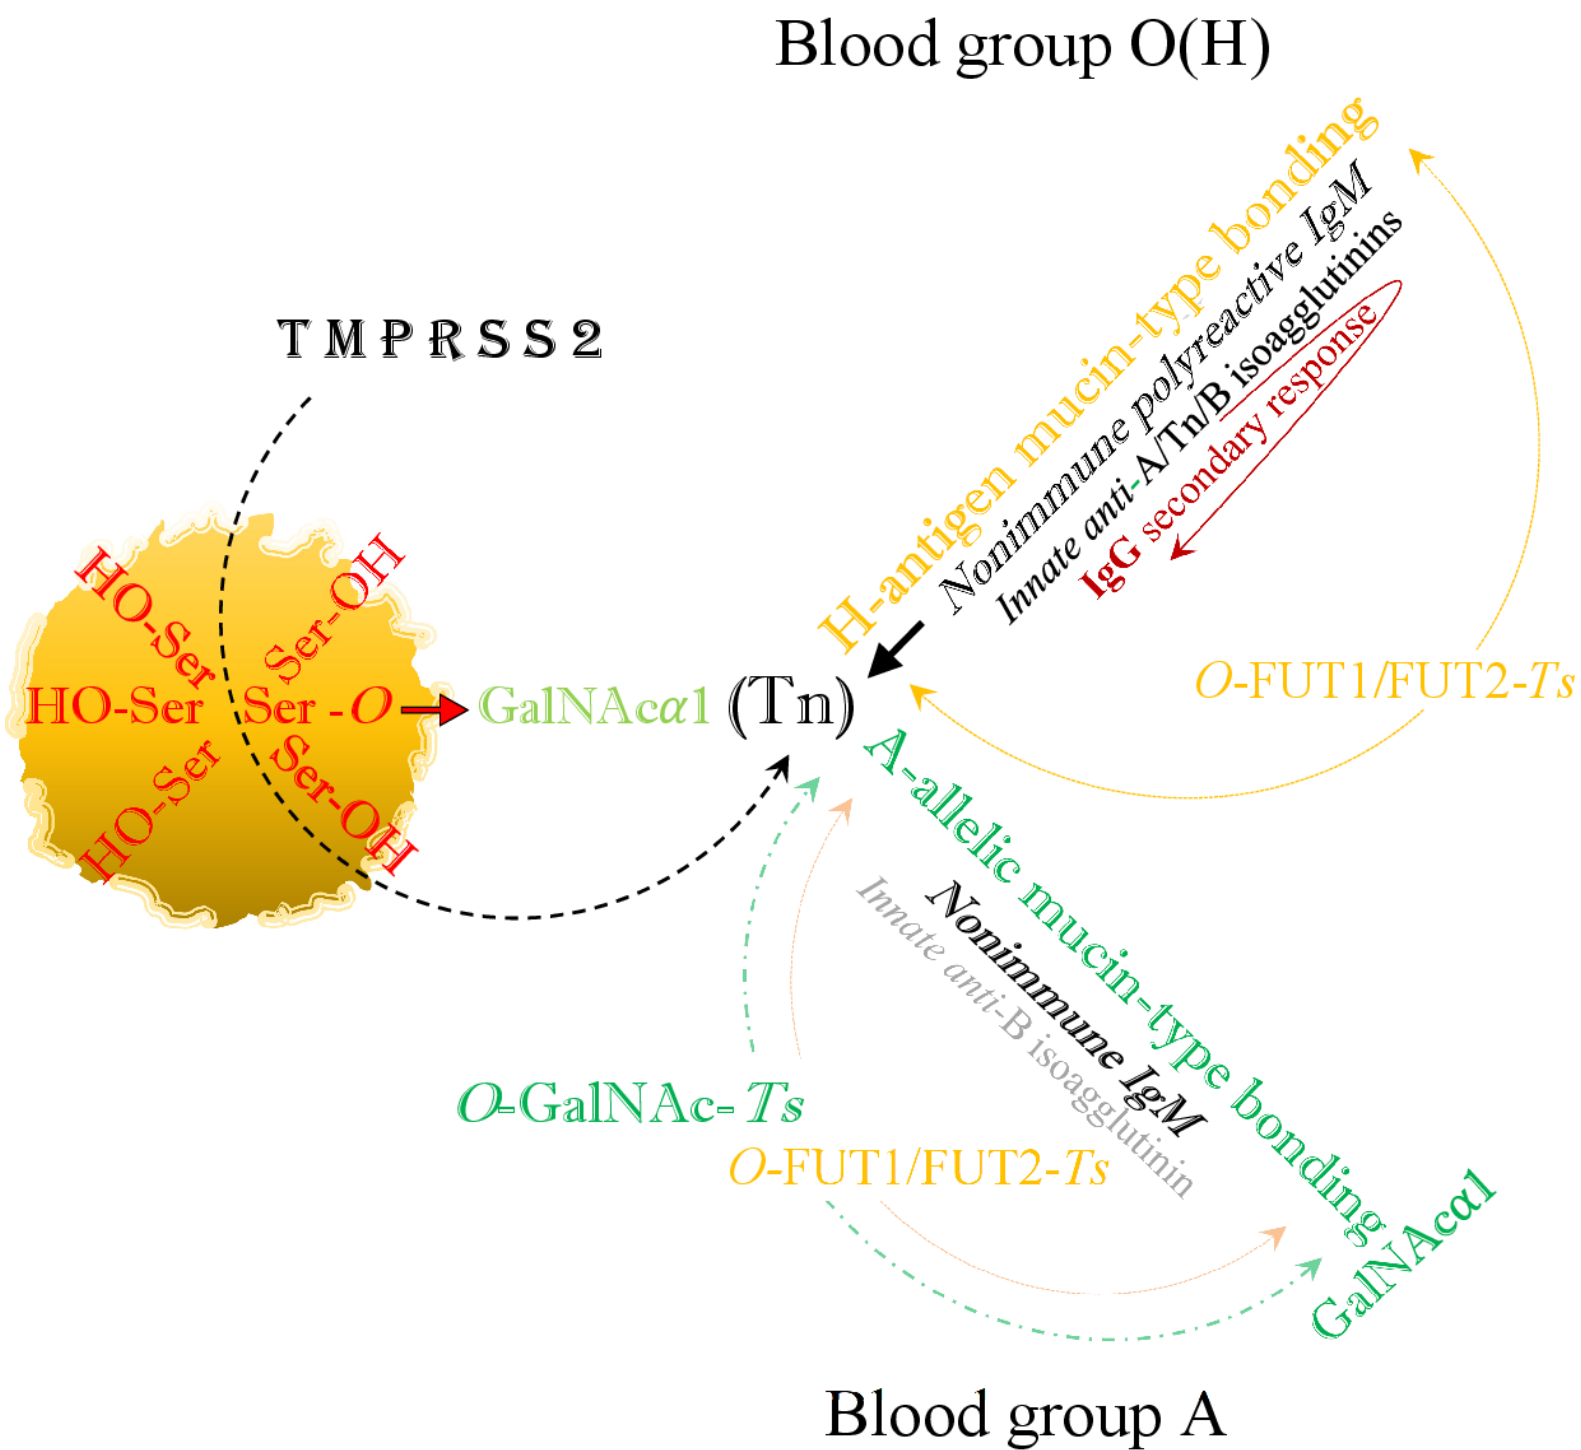 Blood group O(H)
H-antigen mucin-type bonding
Nonimmune polyreactive IgM
Innate anti-A/Tn/B isoagglutinins
IgG secondary response
TMPRSS2
HO-Ser
Ser-OH
HO-Ser
Ser-O
GalNAcα1
(Tn)
O-FUT1/FUT2-Ts
HO-Ser
Ser-OH
A-allelic mucin-type bonding
Nonimmune IgM
Innate anti-B isoagglutinin
O-GalNAc-Ts
O-FUT1/FUT2-Ts
GalNAcα1
Blood group A